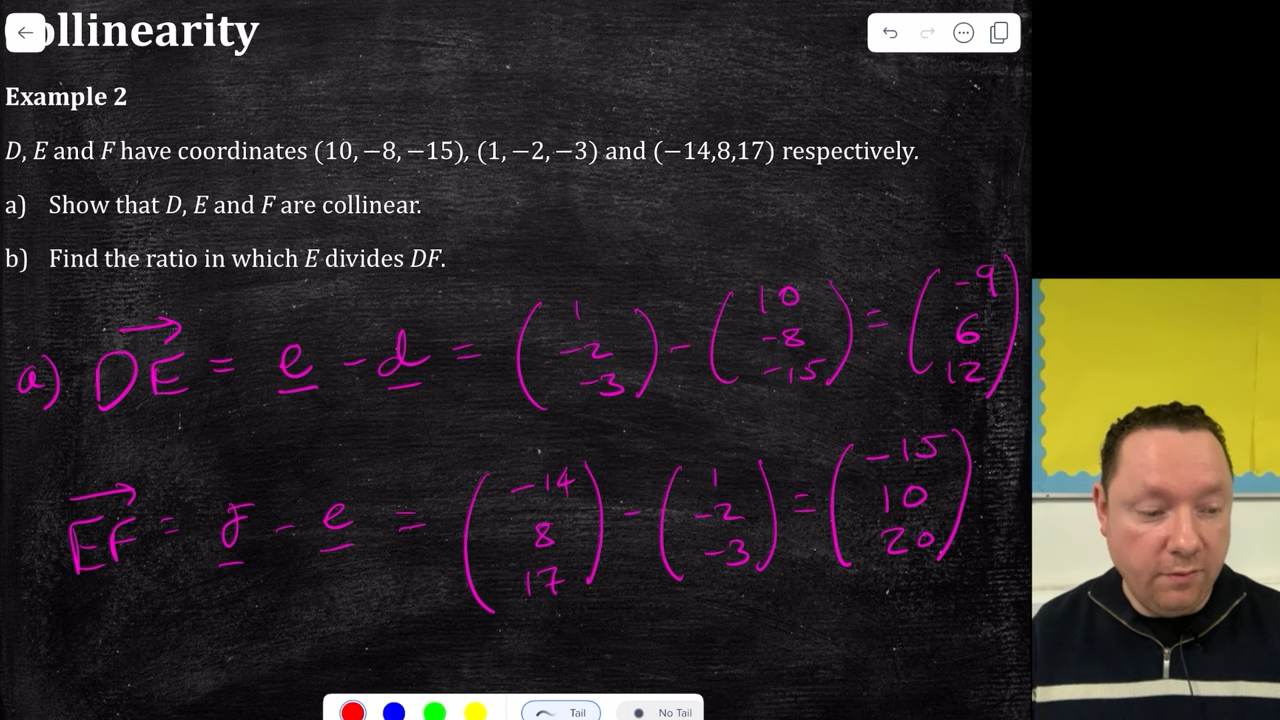 ollinearity
Example 2
D, E and F have coordinates (10, −8, −15), (1, −2, −3) and (−14,8,17) respectively.
a) Show that D, E and F are collinear.
b) Find the ratio in which E divides DF.
a) DE = e - d = (1 -2 -3) - (10 -8 -15) = (-9 6 12)
EF = f - e = (-14 8 17) - (1 -2 -3) = (-15 10 20)
Tail No Tail